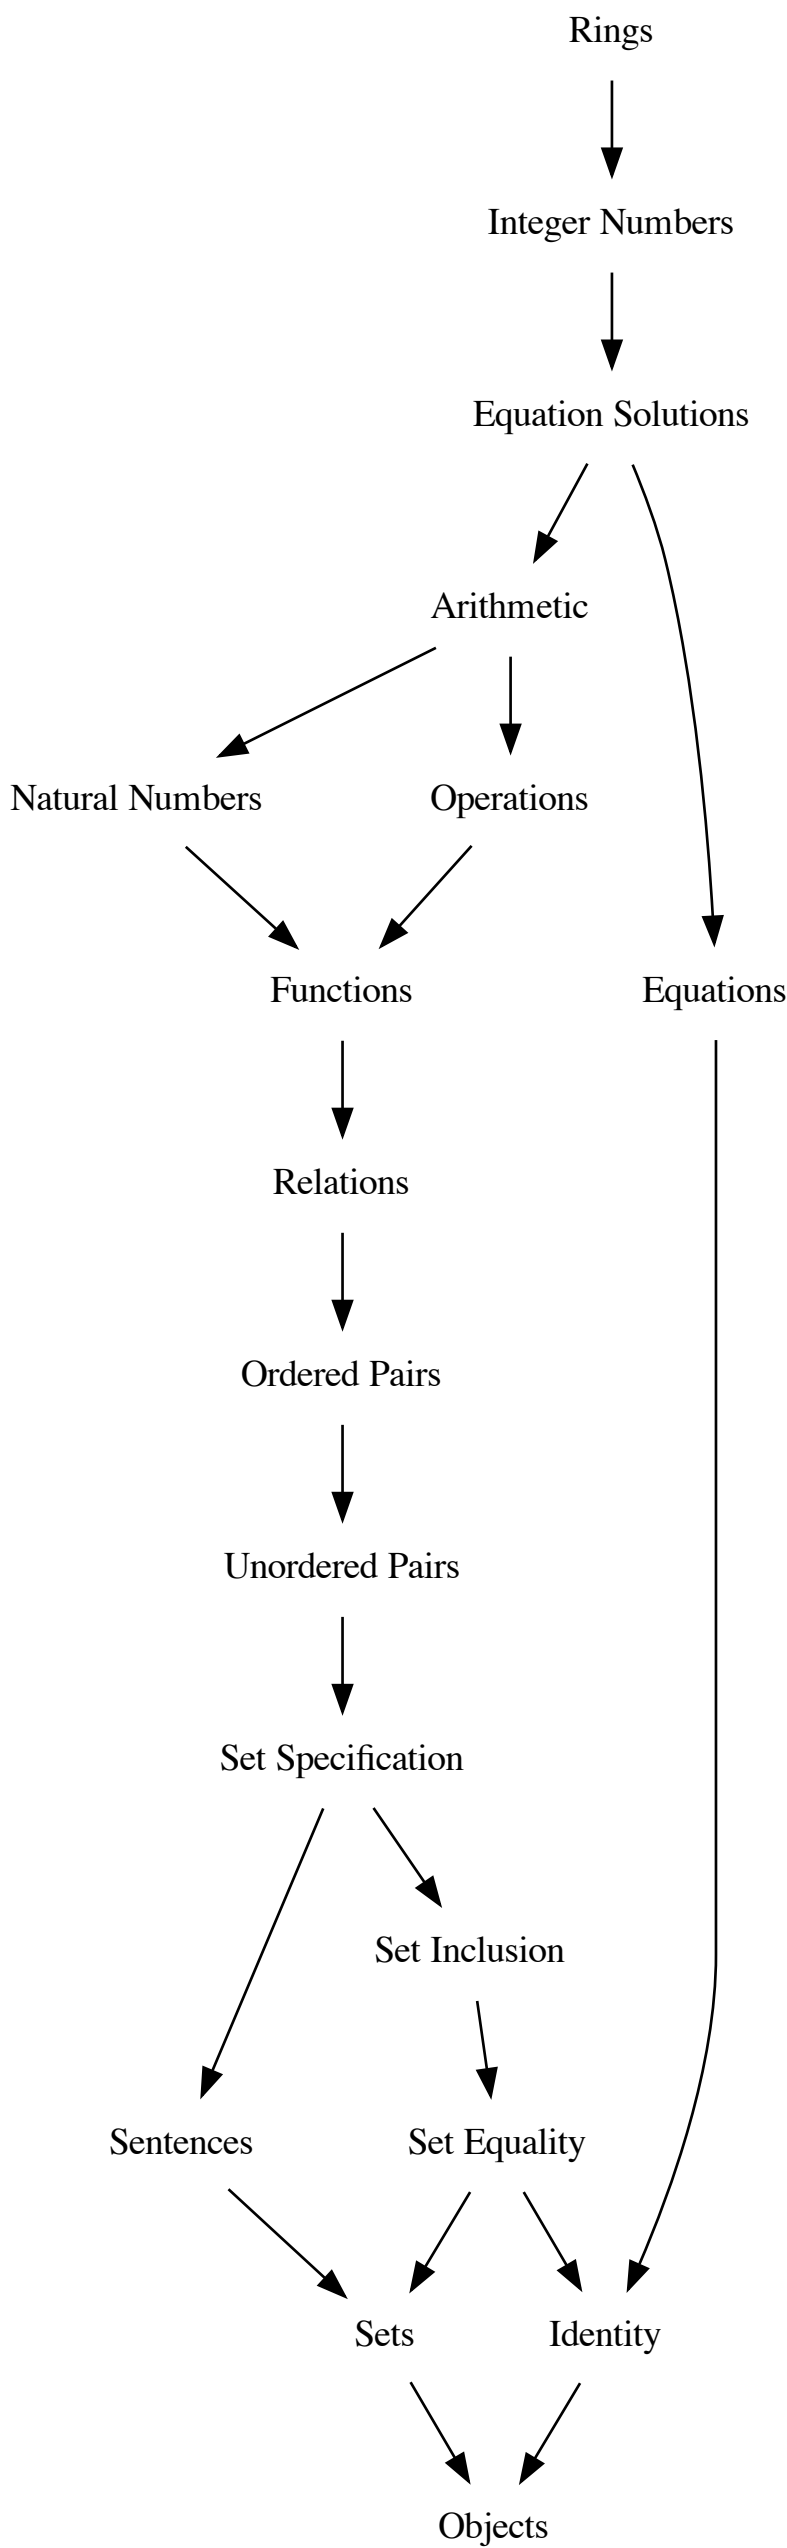 Rings
Integer Numbers
Equation Solutions
Arithmetic
Natural Numbers
Operations
Functions
Equations
Relations
Ordered Pairs
Unordered Pairs
Set Specification
Set Inclusion
Sentences
Set Equality
Sets
Identity
Objects